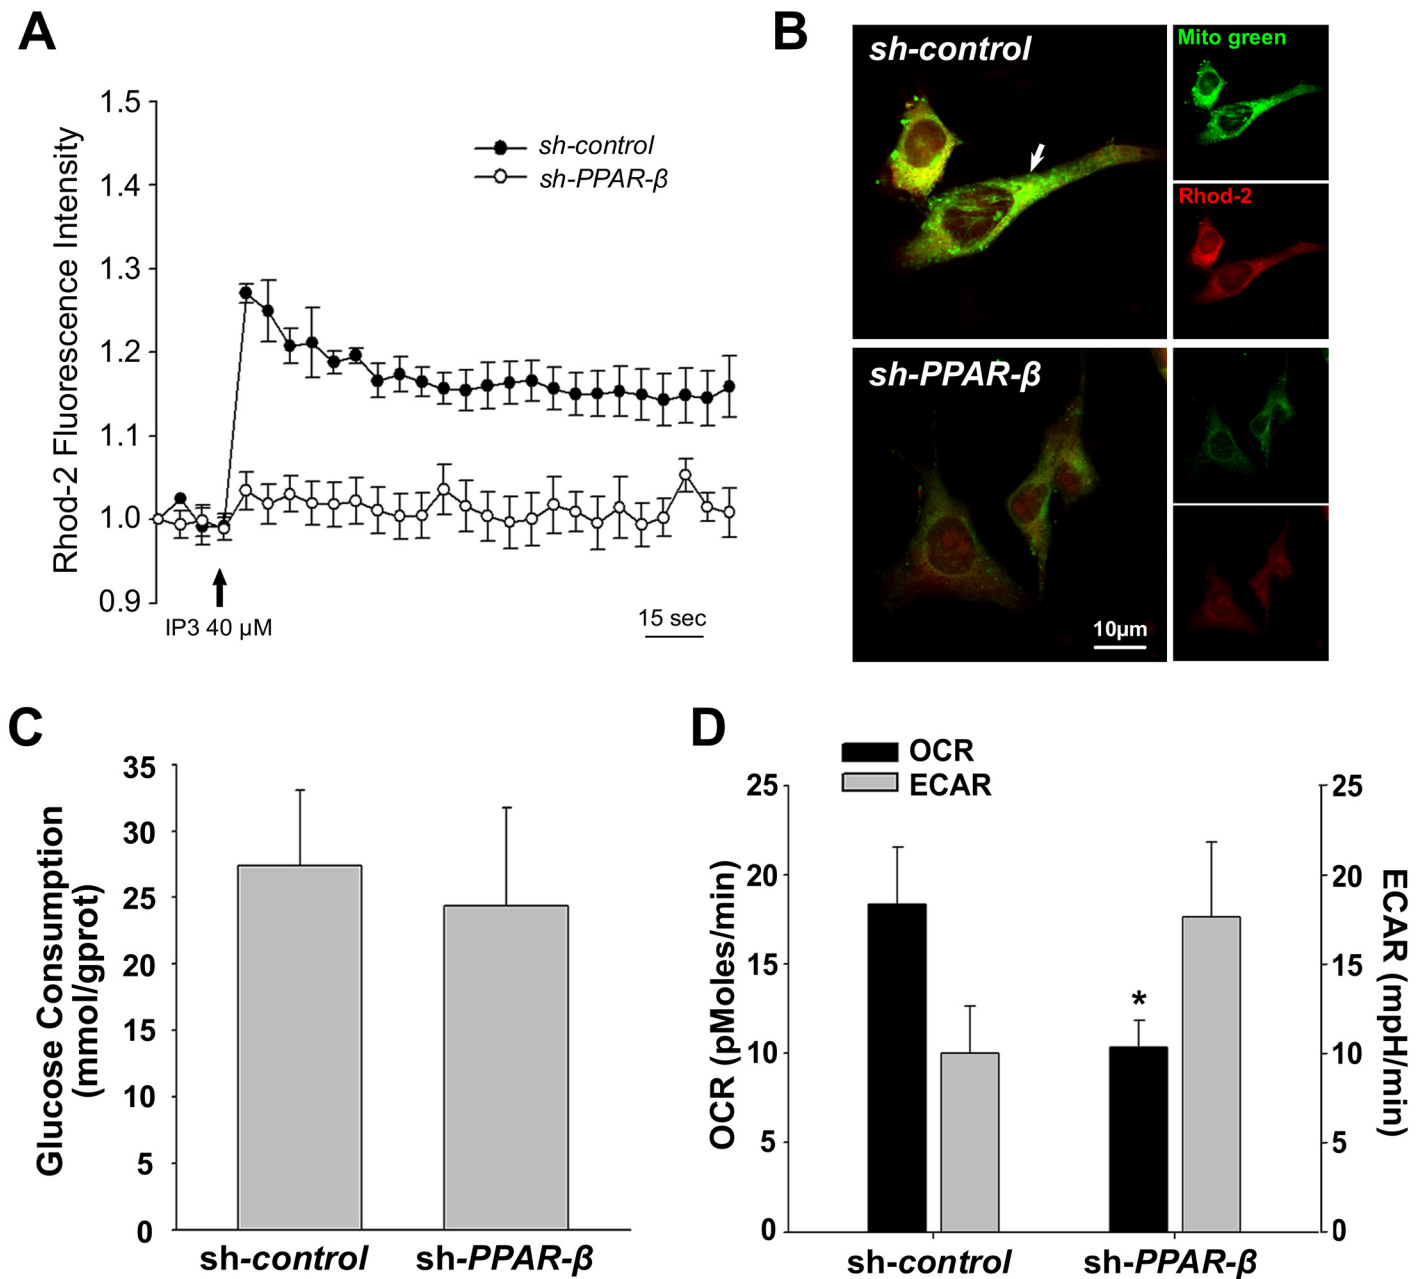 A
Rhod-2 Fluorescence Intensity
1.5
1.4
1.3
1.2
1.1
1.0
0.9
sh-control
sh-PPAR-β
IP3 40 μM
15 sec
B
sh-control
Mito green
Rhod-2
sh-PPAR-β
10μm
C
Glucose Consumption
(mmol/gprot)
35
30
25
20
15
10
5
0
sh-control
sh-PPAR-β
D
OCR
ECAR
OCR (pMoles/min)
25
20
15
10
5
0
*
25
20
15
10
5
0
ECAR (mpH/min)
sh-control
sh-PPAR-β